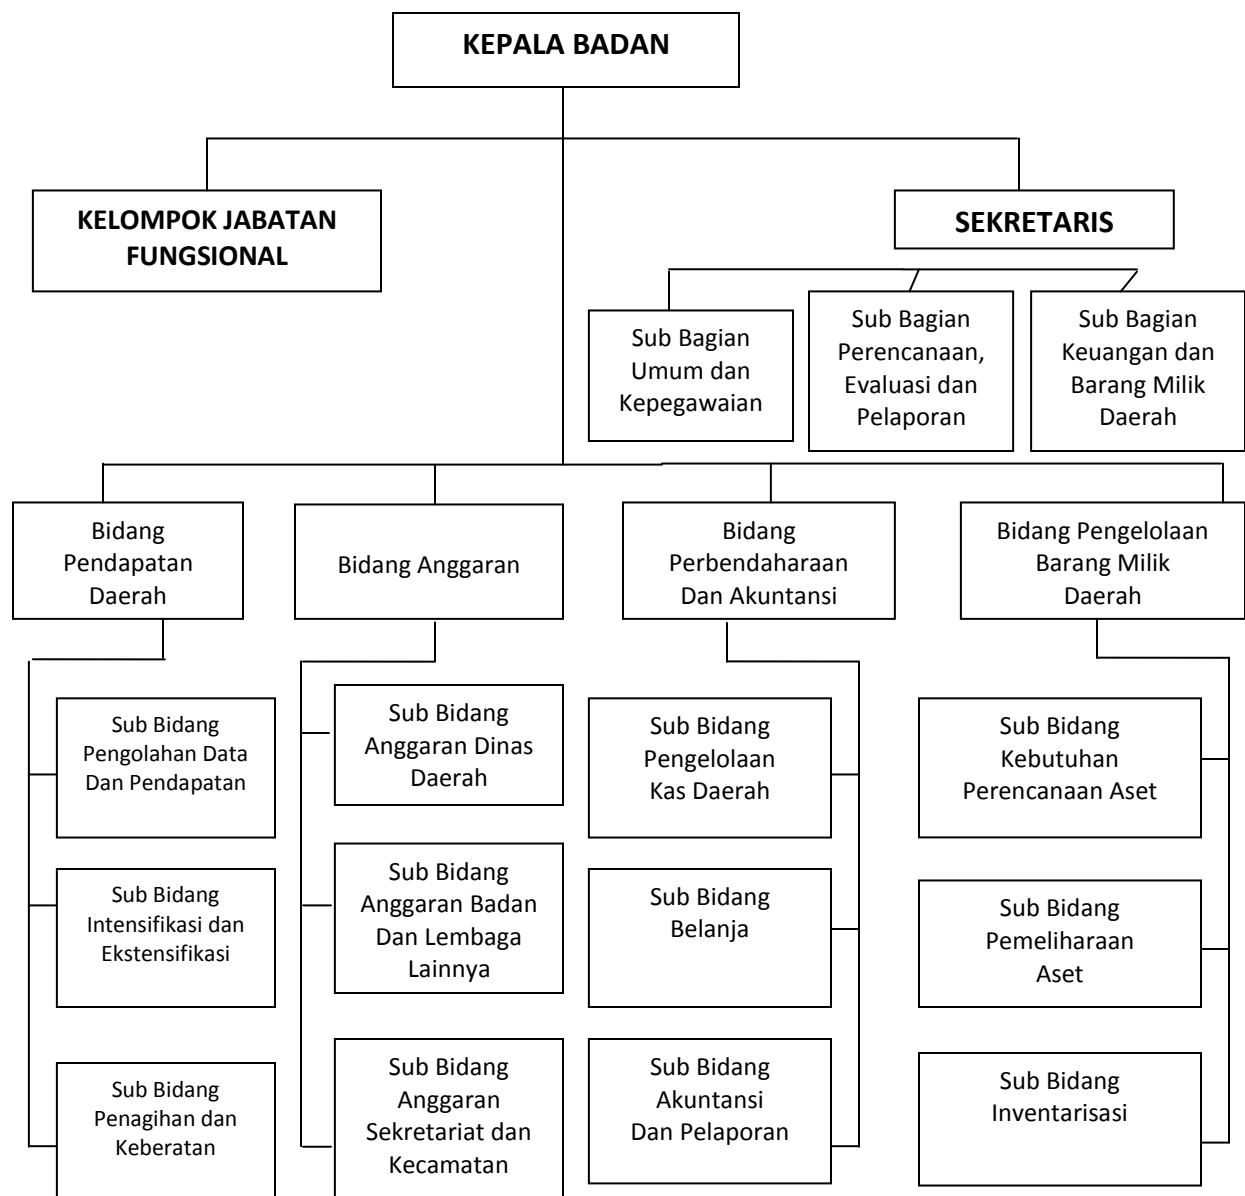 KEPALA BADAN
KELOMPOK JABATAN
FUNGSIONAL
SEKRETARIS
Sub Bagian
Umum dan
Kepegawaian
Sub Bagian
Perencanaan,
Evaluasi dan
Pelaporan
Sub Bagian
Keuangan dan
Barang Milik
Daerah
Bidang
Pendapatan
Daerah
Bidang Anggaran
Bidang
Perbendaharaan
Dan Akuntansi
Bidang Pengelolaan
Barang Milik
Daerah
Sub Bidang
Pengolahan Data
Dan Pendapatan
Sub Bidang
Anggaran Dinas
Daerah
Sub Bidang
Pengelolaan
Kas Daerah
Sub Bidang
Kebutuhan
Perencanaan Aset
Sub Bidang
Intensifikasi dan
Ekstensifikasi
Sub Bidang
Anggaran Badan
Dan Lembaga
Lainnya
Sub Bidang
Belanja
Sub Bidang
Pemeliharaan
Aset
Sub Bidang
Penagihan dan
Keberatan
Sub Bidang
Anggaran
Sekretariat dan
Kecamatan
Sub Bidang
Akuntansi
Dan Pelaporan
Sub Bidang
Inventarisasi